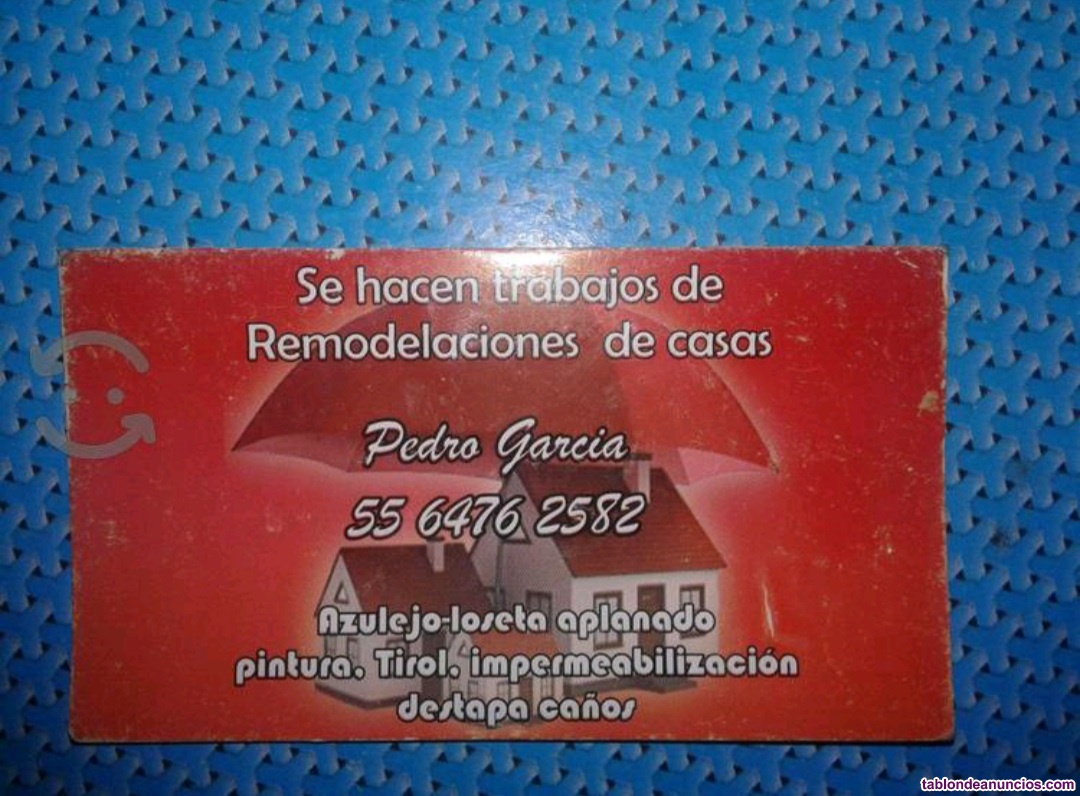 Se hacen trabajos de
Remodelaciones de casas
Pedro Garcia
55 6476 2582
Azulejo-loseta aplanado
pintura, Tirol, impermeabilización
destapa caños
tablondeanuncios.com